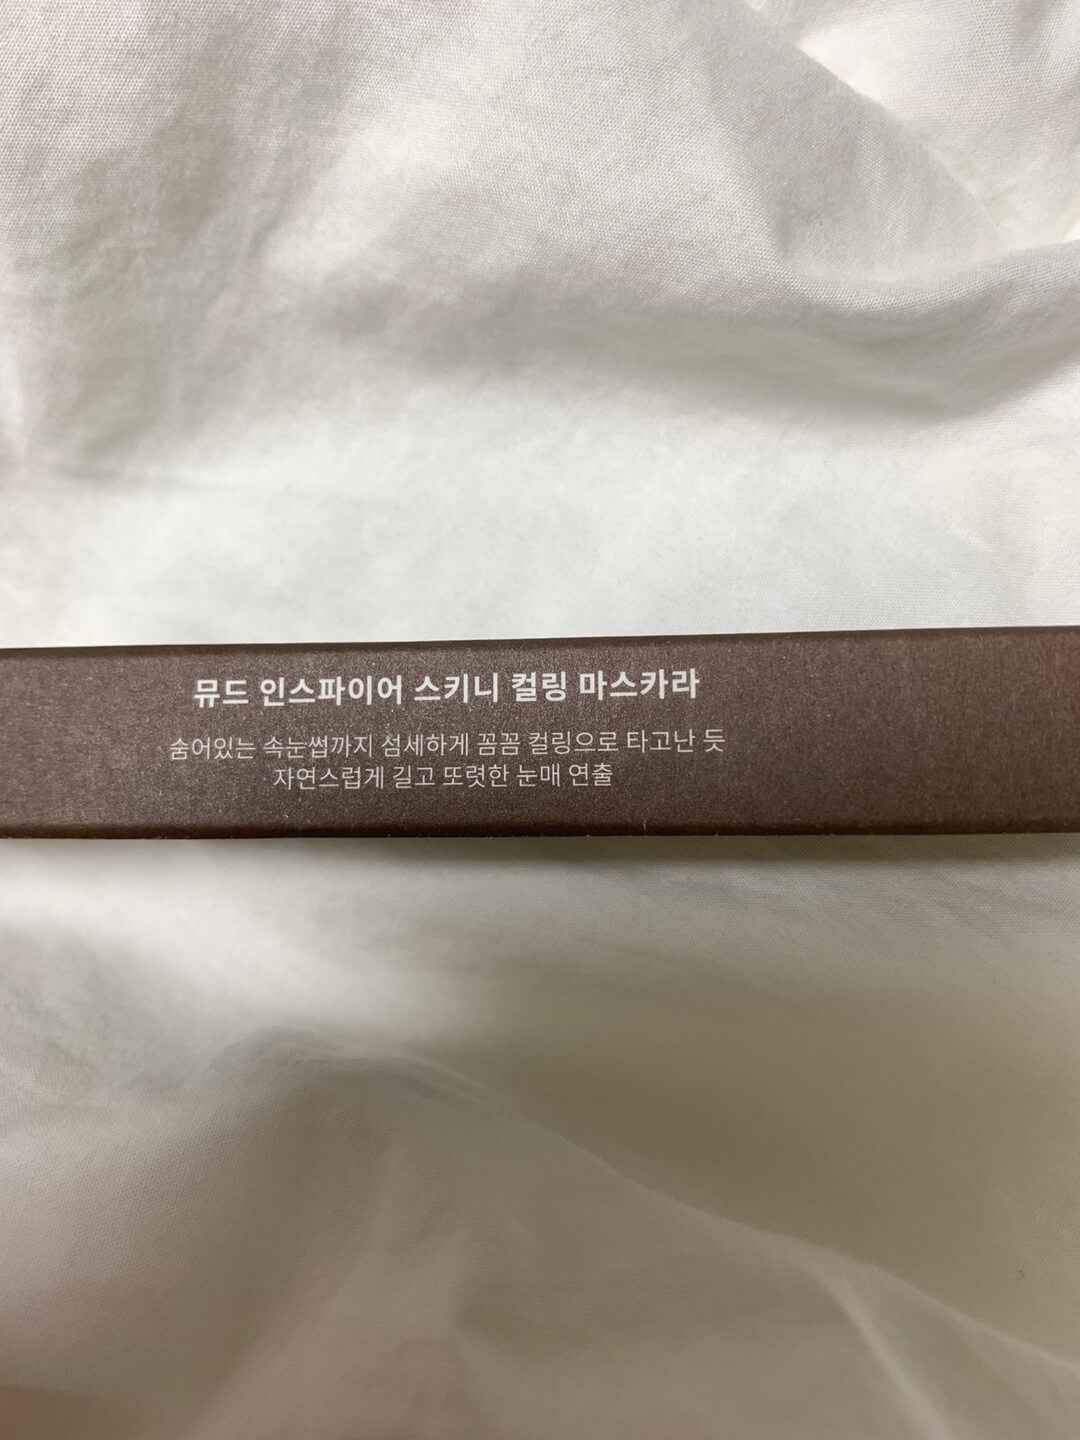 뮤드 인스파이어 스키니 컬링 마스카라
숨어있는 속눈썹까지 섬세하게 꼼꼼 컬링으로 타고난 듯
자연스럽게 길고 또렷한 눈매 연출